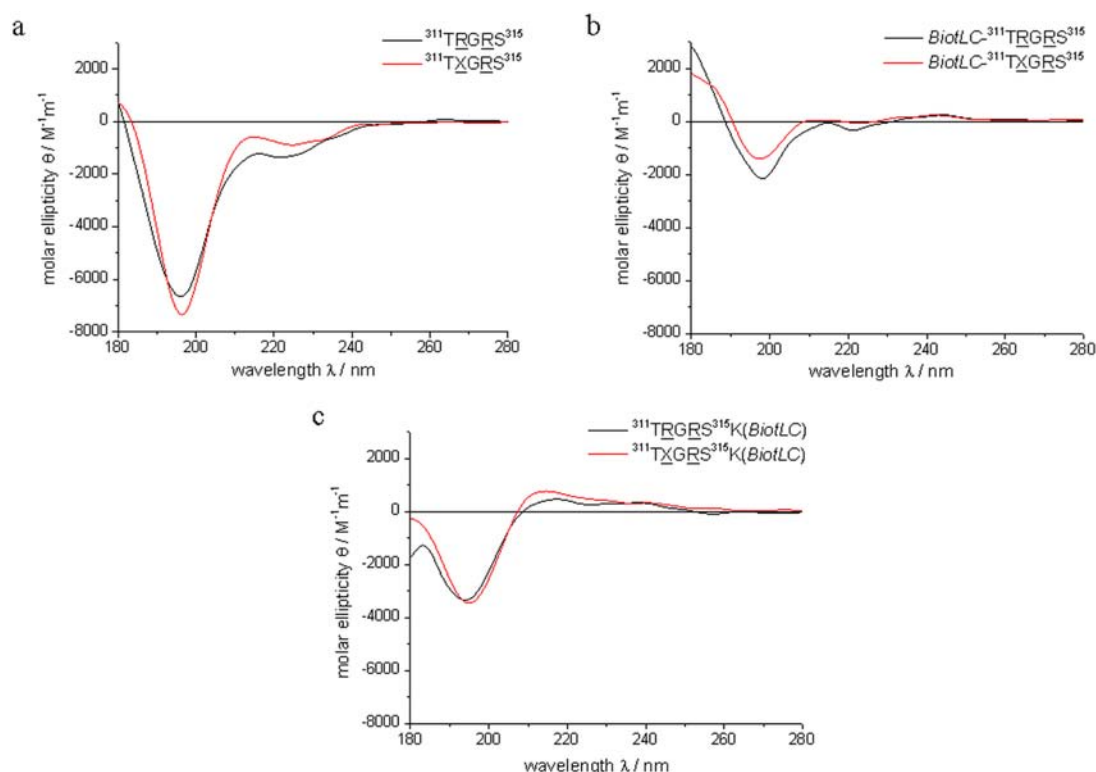 a
³¹¹TRGRS³¹⁵
³¹¹TXGRS³¹⁵
2000
0
-2000
-4000
-6000
-8000
molar ellipticity θ / M⁻¹m⁻¹
180 200 220 240 260 280
wavelength λ / nm
b
BiotLC-³¹¹TRGRS³¹⁵
BiotLC-³¹¹TXGRS³¹⁵
2000
0
-2000
-4000
-6000
-8000
molar ellipticity θ / M⁻¹m⁻¹
180 200 220 240 260 280
wavelength λ / nm
c
³¹¹TRGRS³¹⁵K(BiotLC)
³¹¹TXGRS³¹⁵K(BiotLC)
2000
0
-2000
-4000
-6000
-8000
molar ellipticity θ / M⁻¹m⁻¹
180 200 220 240 260 280
wavelength λ / nm